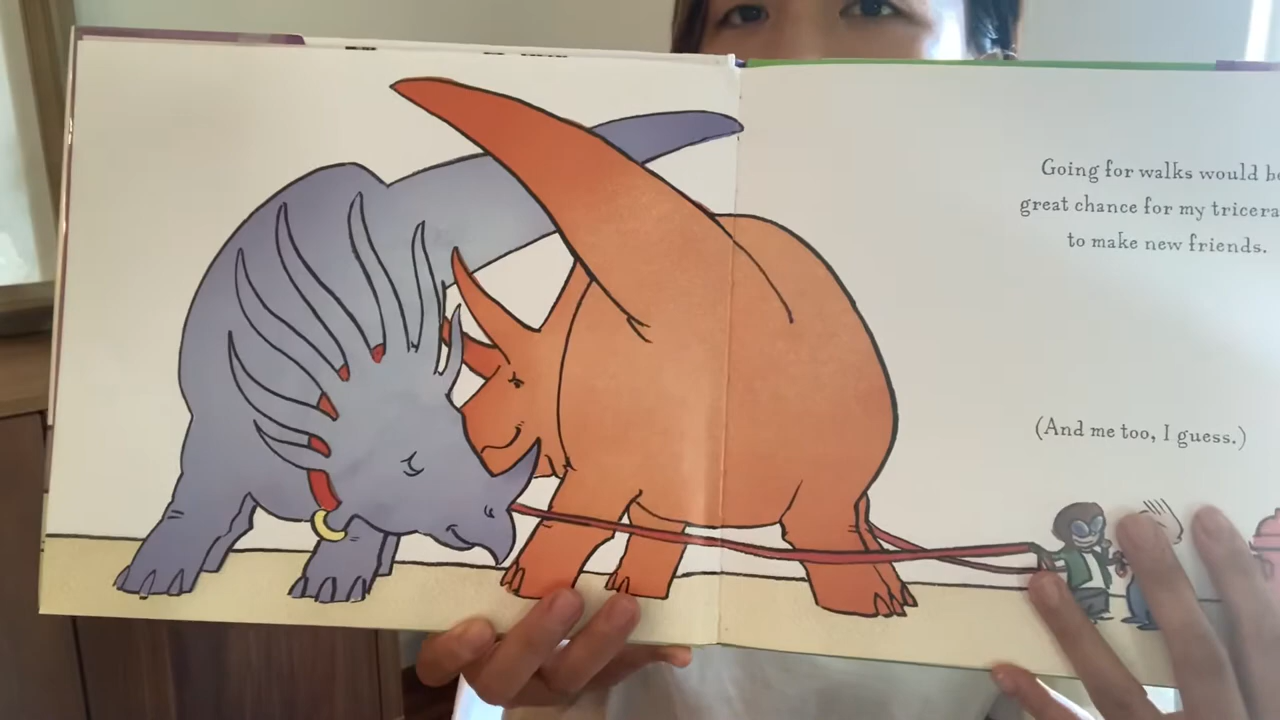 Going for walks would be
great chance for my tricera
to make new friends.
(And me too, I guess.)